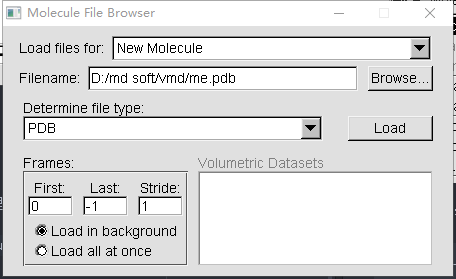 Molecule File Browser
Load files for: New Molecule
Filename: D:/md soft/vmd/me.pdb Browse...
Determine file type:
PDB Load
Frames: Volumetric Datasets
First: Last: Stride:
0 -1 1
Load in background
Load all at once